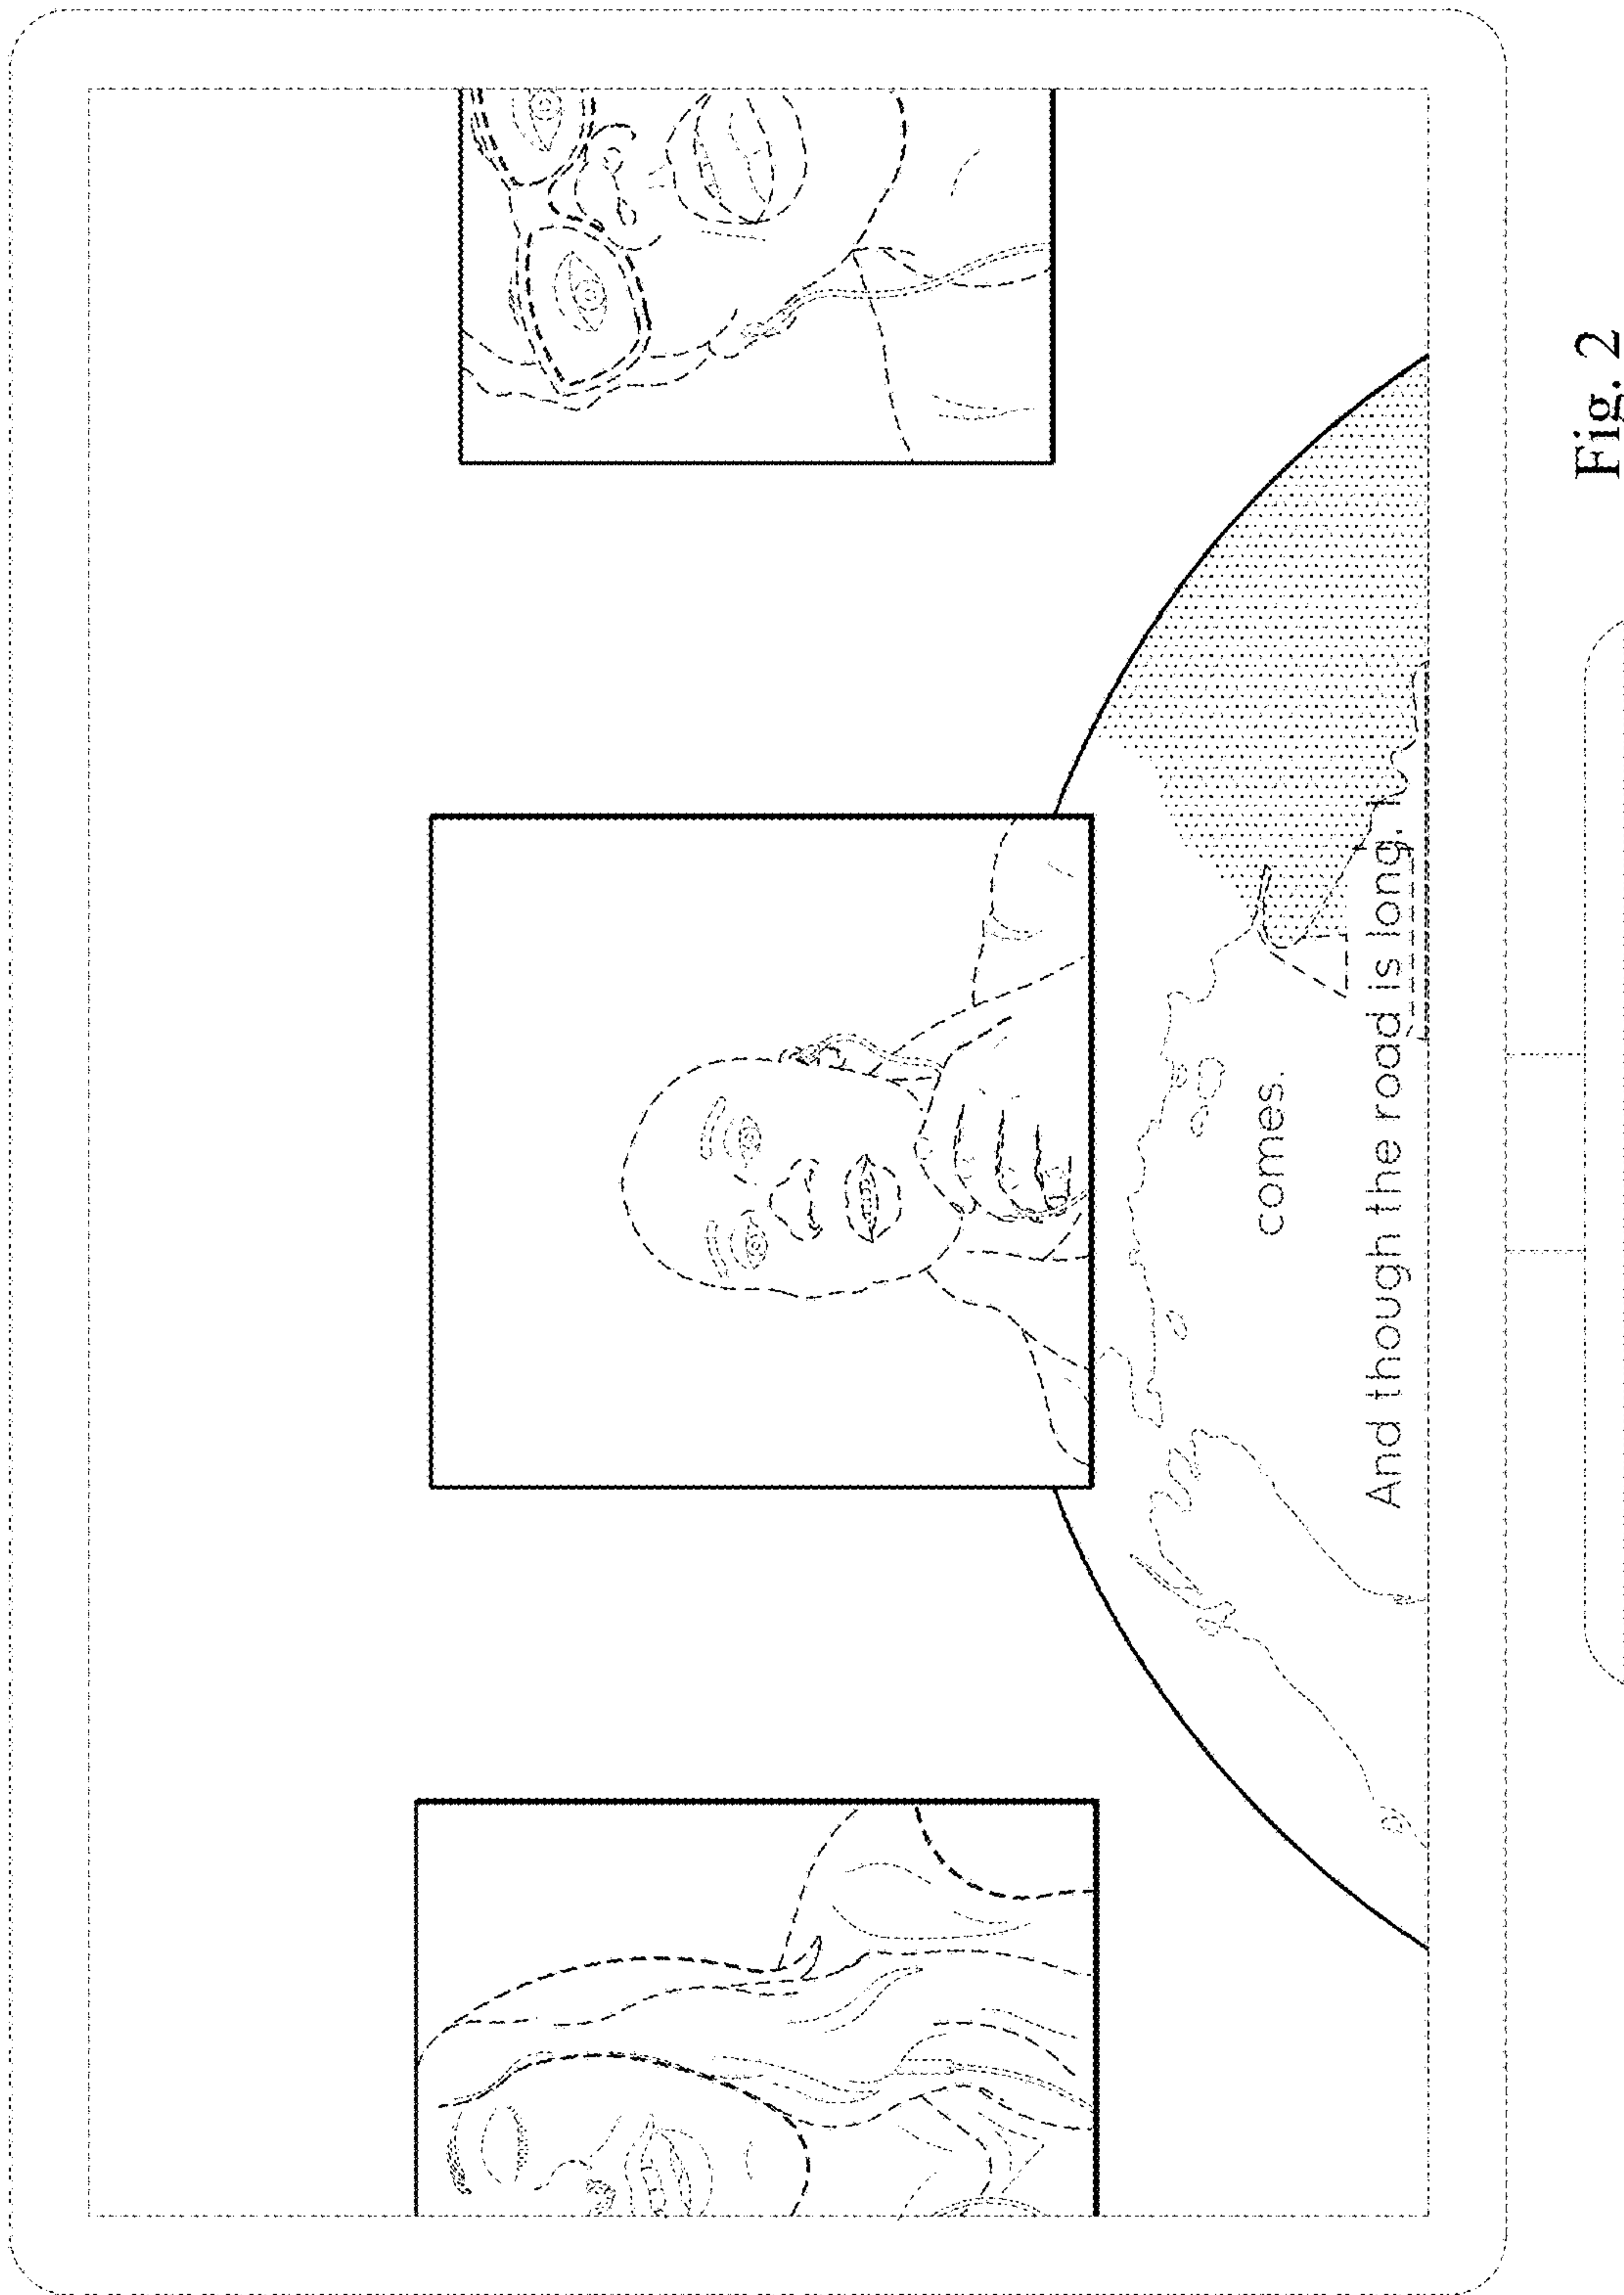 comes.
And though the road is long.
Fig. 2